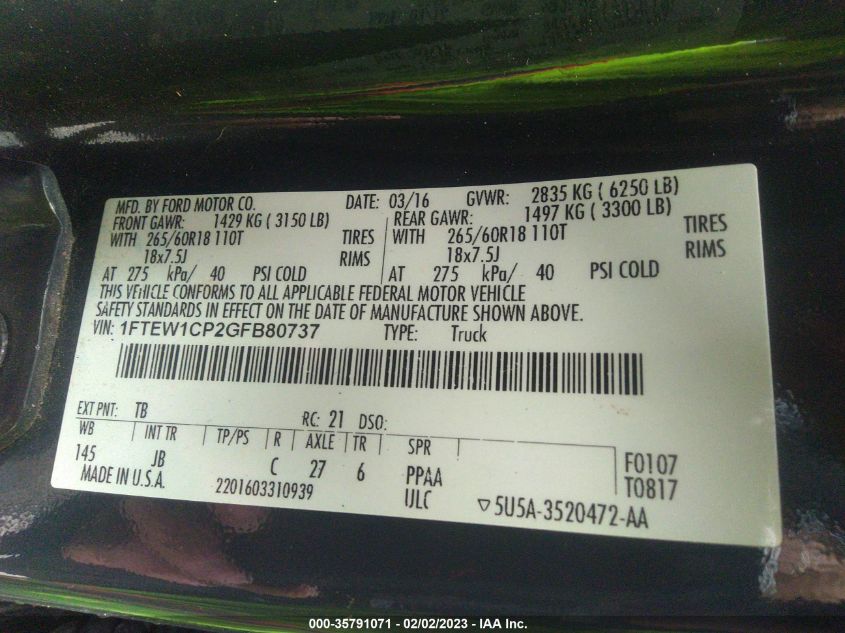 MFD. BY FORD MOTOR CO. DATE: 03/16 GVWR: 2835 KG ( 6250 LB)
FRONT GAWR: 1429 KG ( 3150 LB) REAR GAWR: 1497 KG ( 3300 LB)
WITH 265/60R18 110T TIRES WITH 265/60R18 110T TIRES
18x7.5J RIMS 18x7.5J RIMS
AT 275 kPa/ 40 PSI COLD AT 275 kPa/ 40 PSI COLD
THIS VEHICLE CONFORMS TO ALL APPLICABLE FEDERAL MOTOR VEHICLE
SAFETY STANDARDS IN EFFECT ON THE DATE OF MANUFACTURE SHOWN ABOVE.
VIN: 1FTEW1CP2GFB80737 TYPE: Truck
EXT PNT: TB RC: 21 DSO:
WB INT TR TP/PS R AXLE TR SPR
145 JB C 27 6 PPAA F0107
MADE IN U.S.A. 2201603310939 ULC T0817
▽5U5A-3520472-AA
000-35791071 - 02/02/2023 - IAA Inc.